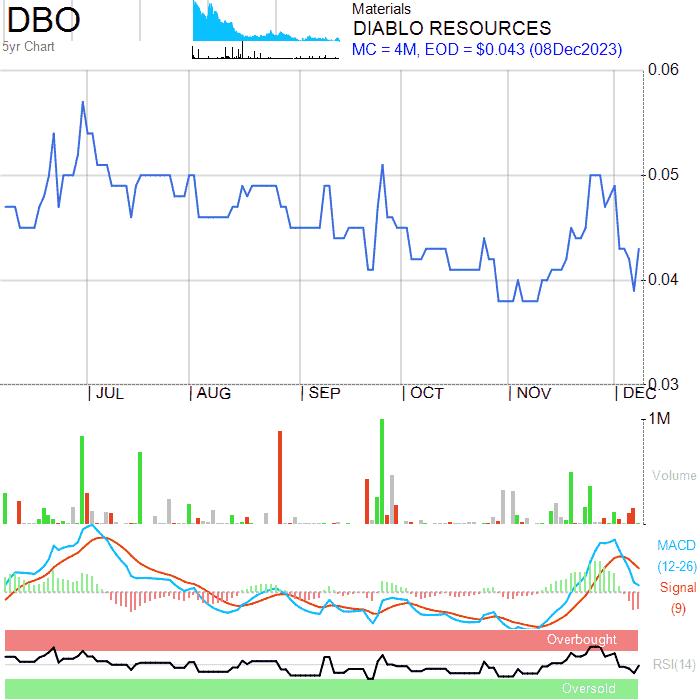 DBO
5yr Chart
Materials
DIABLO RESOURCES
MC = 4M, EOD = $0.043 (08Dec2023)
0.06
0.05
0.04
0.03
JUL AUG SEP OCT NOV DEC
1M
Volume
MACD
(12-26)
Signal
(9)
Overbought
RSI(14)
Oversold